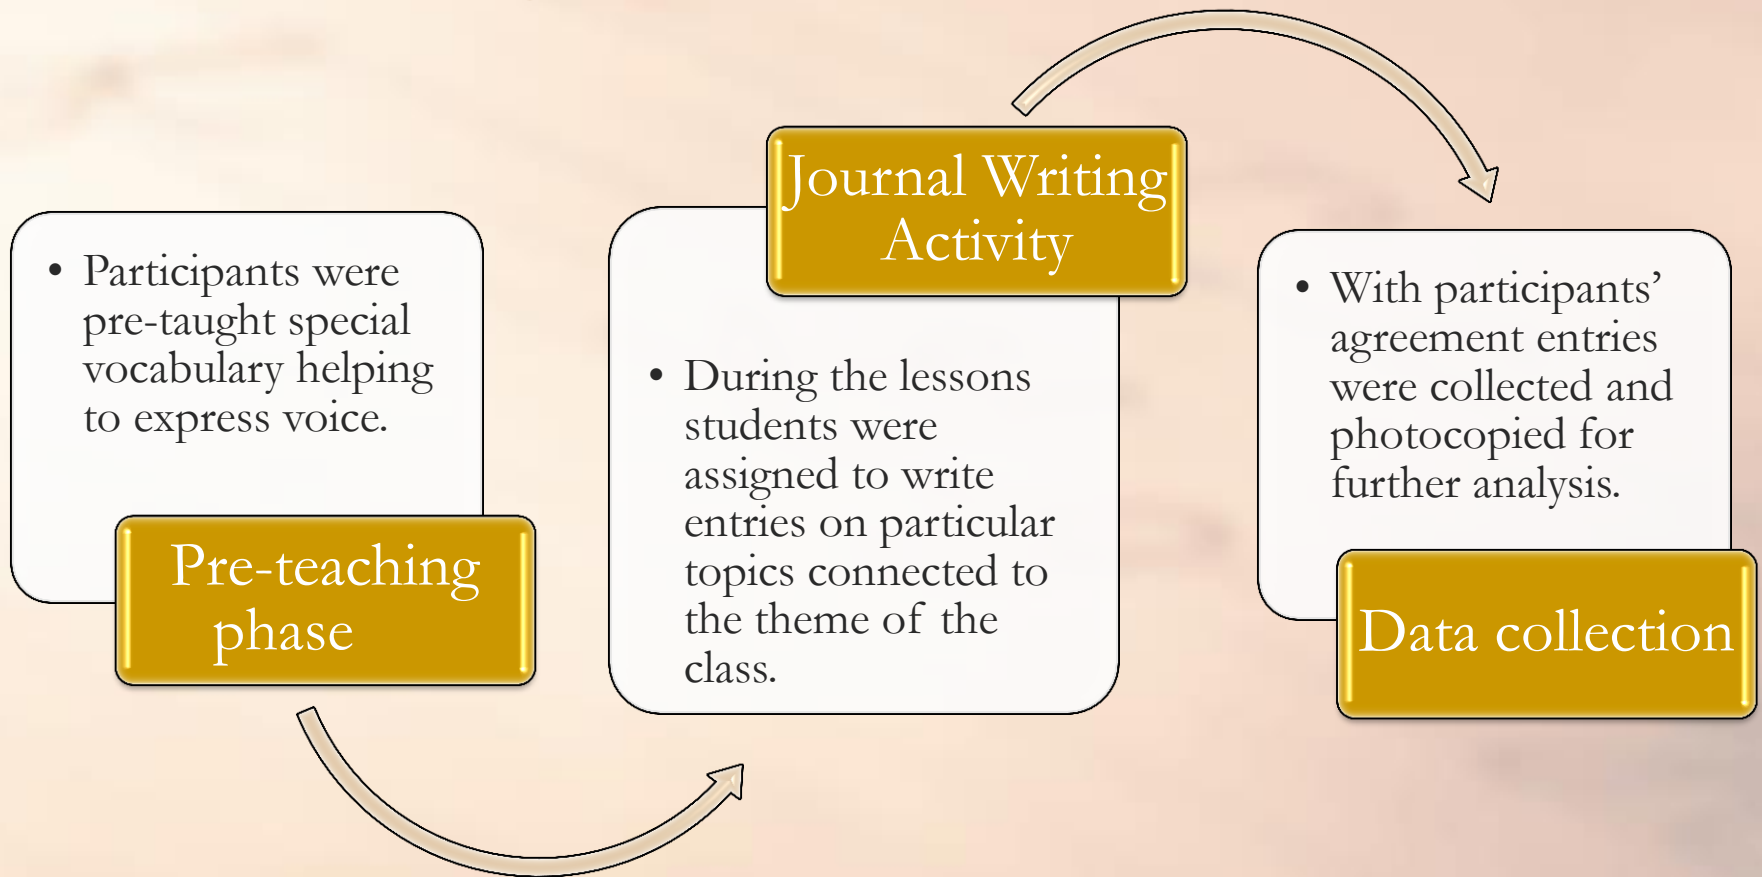 • Participants were
pre-taught special
vocabulary helping
to express voice.
Pre-teaching
phase
Journal Writing
Activity
• During the lessons
students were
assigned to write
entries on particular
topics connected to
the theme of the
class.
• With participants’
agreement entries
were collected and
photocopied for
further analysis.
Data collection